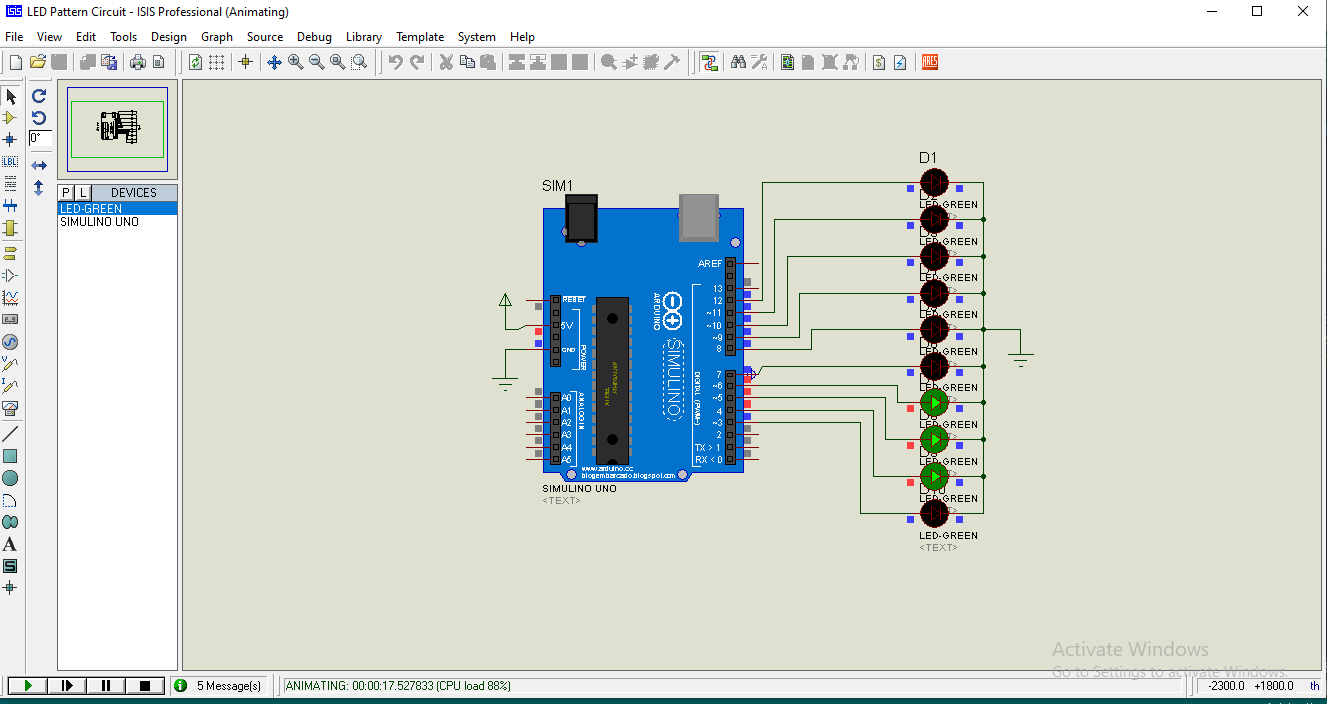 LED Pattern Circuit - ISIS Professional (Animating)
File View Edit Tools Design Graph Source Debug Library Template System Help
ARES
0°
LBL
P L DEVICES
LED-GREEN
SIMULINO UNO
SIM1
AREF
RESET
5V
GND
POWER
13
12
~11
~10
~9
8
7
~6
~5
4
~3
2
TX > 1
RX < 0
DIGITAL (PWM~)
ARDUINO
SIMULINO
A0
A1
A2
A3
A4
A5
ANALOG IN
www.arduino.cc
blogembarcado.blogspot.com
SIMULINO UNO
<TEXT>
D1
LED-GREEN
LED-GREEN
LED-GREEN
LED-GREEN
LED-GREEN
LED-GREEN
LED-GREEN
LED-GREEN
LED-GREEN
LED-GREEN
<TEXT>
Activate Windows
Go to Settings to activate Windows.
5 Message(s)
ANIMATING: 00:00:17.527833 (CPU load 88%)
-2300.0 +1800.0 th